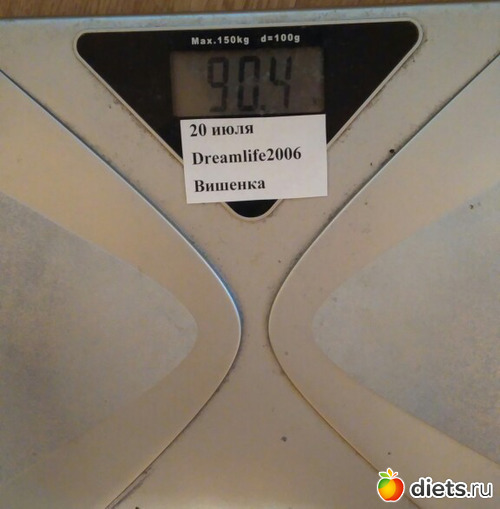 Max.150kg d=100g
90.4
20 июля
Dreamlife2006
Вишенка
diets.ru